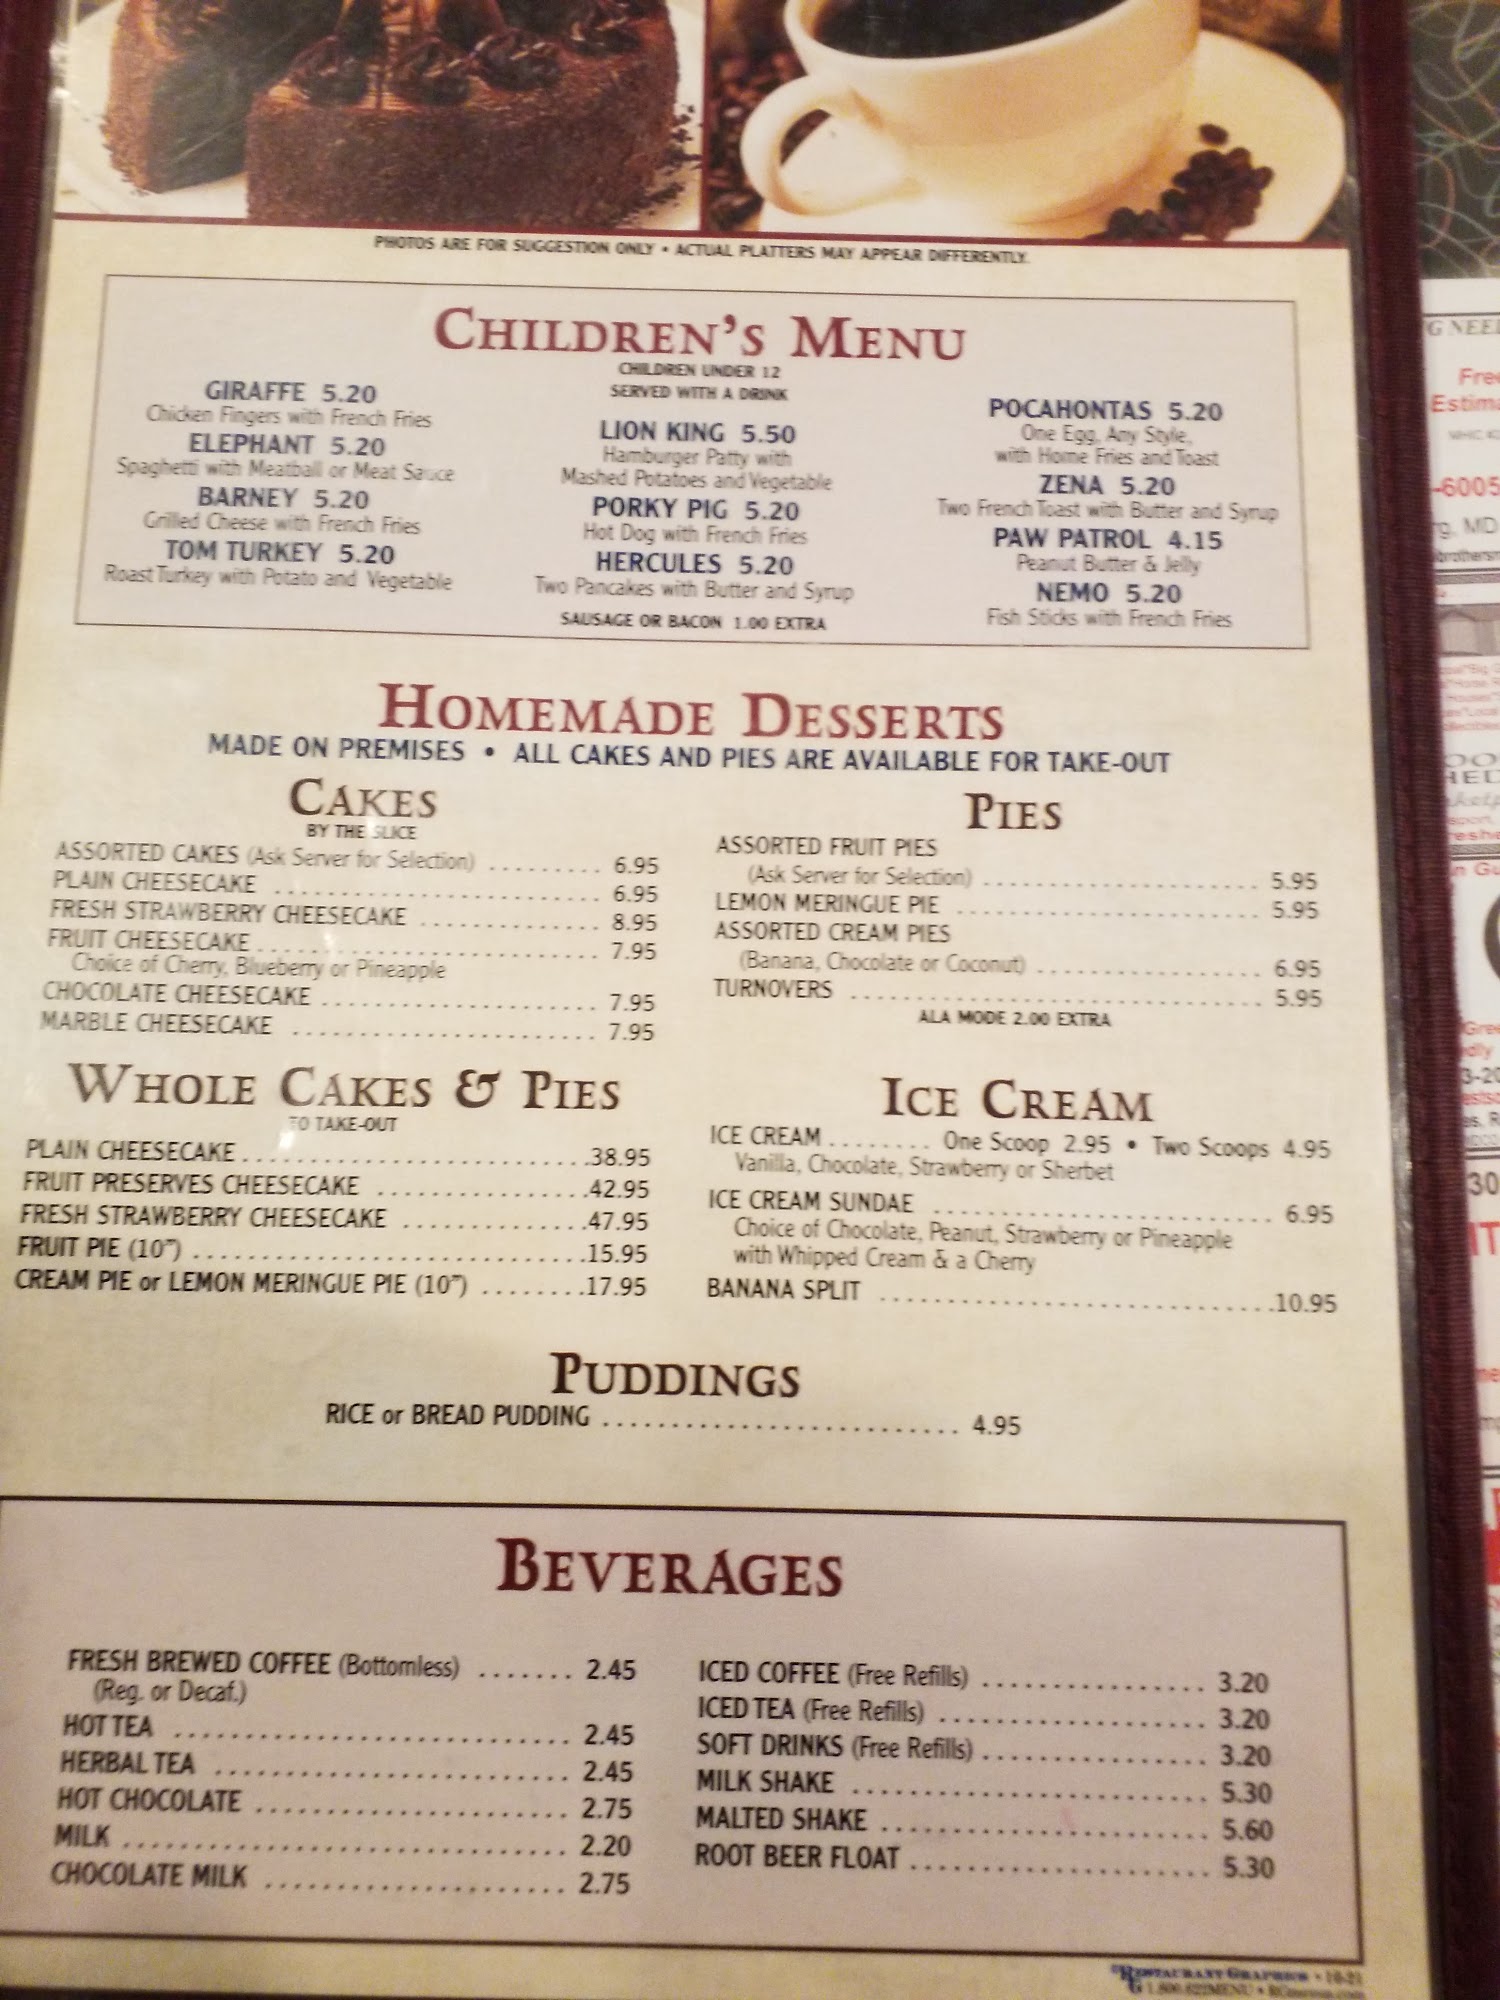 PHOTOS ARE FOR SUGGESTION ONLY • ACTUAL PLATTERS MAY APPEAR DIFFERENTLY.
CHILDREN'S MENU
CHILDREN UNDER 12
SERVED WITH A DRINK
GIRAFFE 5.20
Chicken Fingers with French Fries
ELEPHANT 5.20
Spaghetti with Meatball or Meat Sauce
BARNEY 5.20
Grilled Cheese with French Fries
TOM TURKEY 5.20
Roast Turkey with Potato and Vegetable
LION KING 5.50
Hamburger Patty with
Mashed Potatoes and Vegetable
PORKY PIG 5.20
Hot Dog with French Fries
HERCULES 5.20
Two Pancakes with Butter and Syrup
SAUSAGE OR BACON 1.00 EXTRA
POCAHONTAS 5.20
One Egg, Any Style,
with Home Fries and Toast
ZENA 5.20
Two French Toast with Butter and Syrup
PAW PATROL 4.15
Peanut Butter & Jelly
NEMO 5.20
Fish Sticks with French Fries
HOMEMADE DESSERTS
MADE ON PREMISES • ALL CAKES AND PIES ARE AVAILABLE FOR TAKE-OUT
CAKES
BY THE SLICE
ASSORTED CAKES (Ask Server for Selection) ......... 6.95
PLAIN CHEESECAKE ............................ 6.95
FRESH STRAWBERRY CHEESECAKE ............... 8.95
FRUIT CHEESECAKE ............................. 7.95
Choice of Cherry, Blueberry or Pineapple
CHOCOLATE CHEESECAKE ....................... 7.95
MARBLE CHEESECAKE ......................... 7.95
PIES
ASSORTED FRUIT PIES
(Ask Server for Selection) ......................... 5.95
LEMON MERINGUE PIE ........................... 5.95
ASSORTED CREAM PIES
(Banana, Chocolate or Coconut) .................... 6.95
TURNOVERS .................................... 5.95
ALA MODE 2.00 EXTRA
WHOLE CAKES & PIES
TO TAKE-OUT
PLAIN CHEESECAKE ............................ 38.95
FRUIT PRESERVES CHEESECAKE ................ 42.95
FRESH STRAWBERRY CHEESECAKE .............. 47.95
FRUIT PIE (10") ................................ 15.95
CREAM PIE or LEMON MERINGUE PIE (10") ........ 17.95
ICE CREAM
ICE CREAM ........ One Scoop 2.95 • Two Scoops 4.95
Vanilla, Chocolate, Strawberry or Sherbet
ICE CREAM SUNDAE ............................ 6.95
Choice of Chocolate, Peanut, Strawberry or Pineapple
with Whipped Cream & a Cherry
BANANA SPLIT ................................ 10.95
PUDDINGS
RICE or BREAD PUDDING .......................... 4.95
BEVERAGES
FRESH BREWED COFFEE (Bottomless) ....... 2.45
(Reg. or Decaf.)
HOT TEA ............................. 2.45
HERBAL TEA .......................... 2.45
HOT CHOCOLATE ....................... 2.75
MILK ................................. 2.20
CHOCOLATE MILK ...................... 2.75
ICED COFFEE (Free Refills) ................ 3.20
ICED TEA (Free Refills) ................... 3.20
SOFT DRINKS (Free Refills) ................ 3.20
MILK SHAKE .......................... 5.30
MALTED SHAKE ........................ 5.60
ROOT BEER FLOAT ...................... 5.30
RESTAURANT GRAPHICS • 10-21
1.800.622MENU
G NEE
Free
Estima
-6005
rg, MD
30